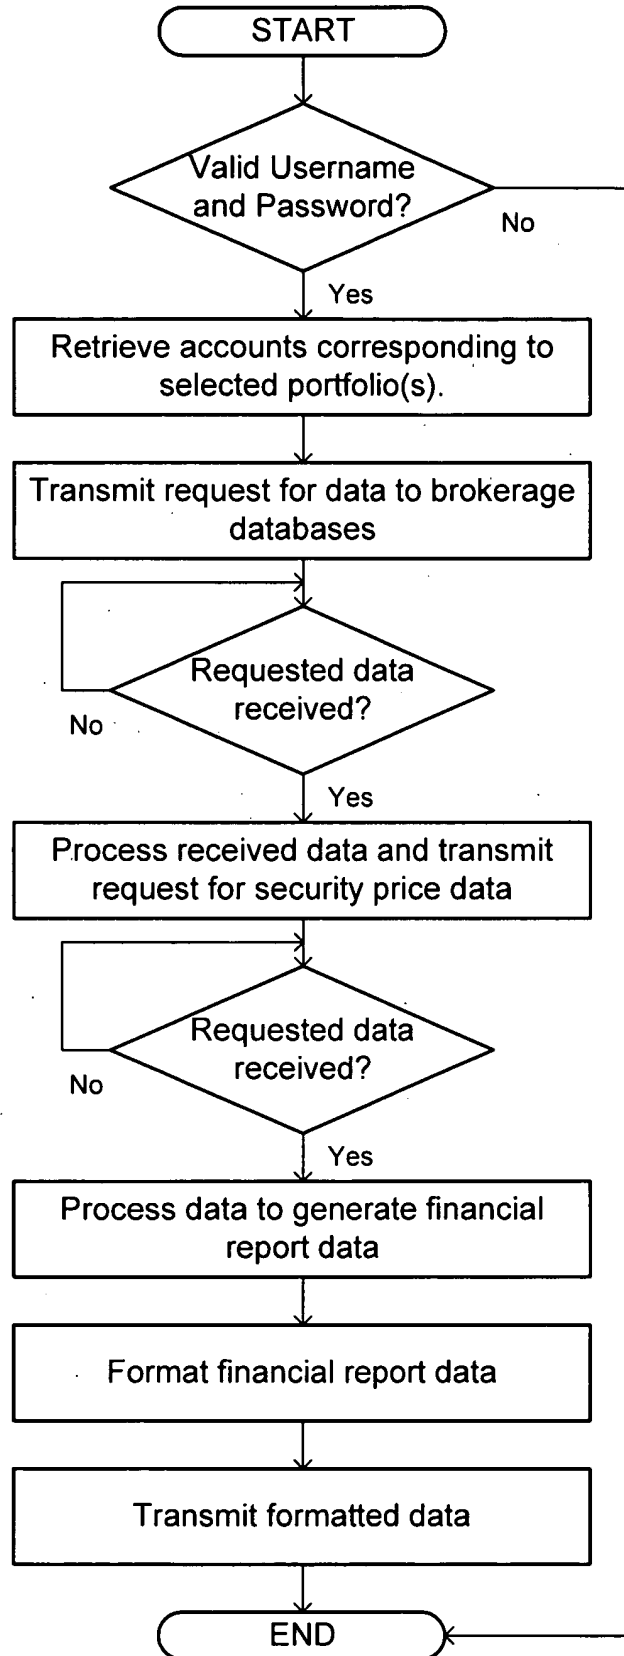 START
Valid Username
and Password?
No
Yes
Retrieve accounts corresponding to
selected portfolio(s).
Transmit request for data to brokerage
databases
Requested data
received?
No
Yes
Process received data and transmit
request for security price data
Requested data
received?
No
Yes
Process data to generate financial
report data
Format financial report data
Transmit formatted data
END